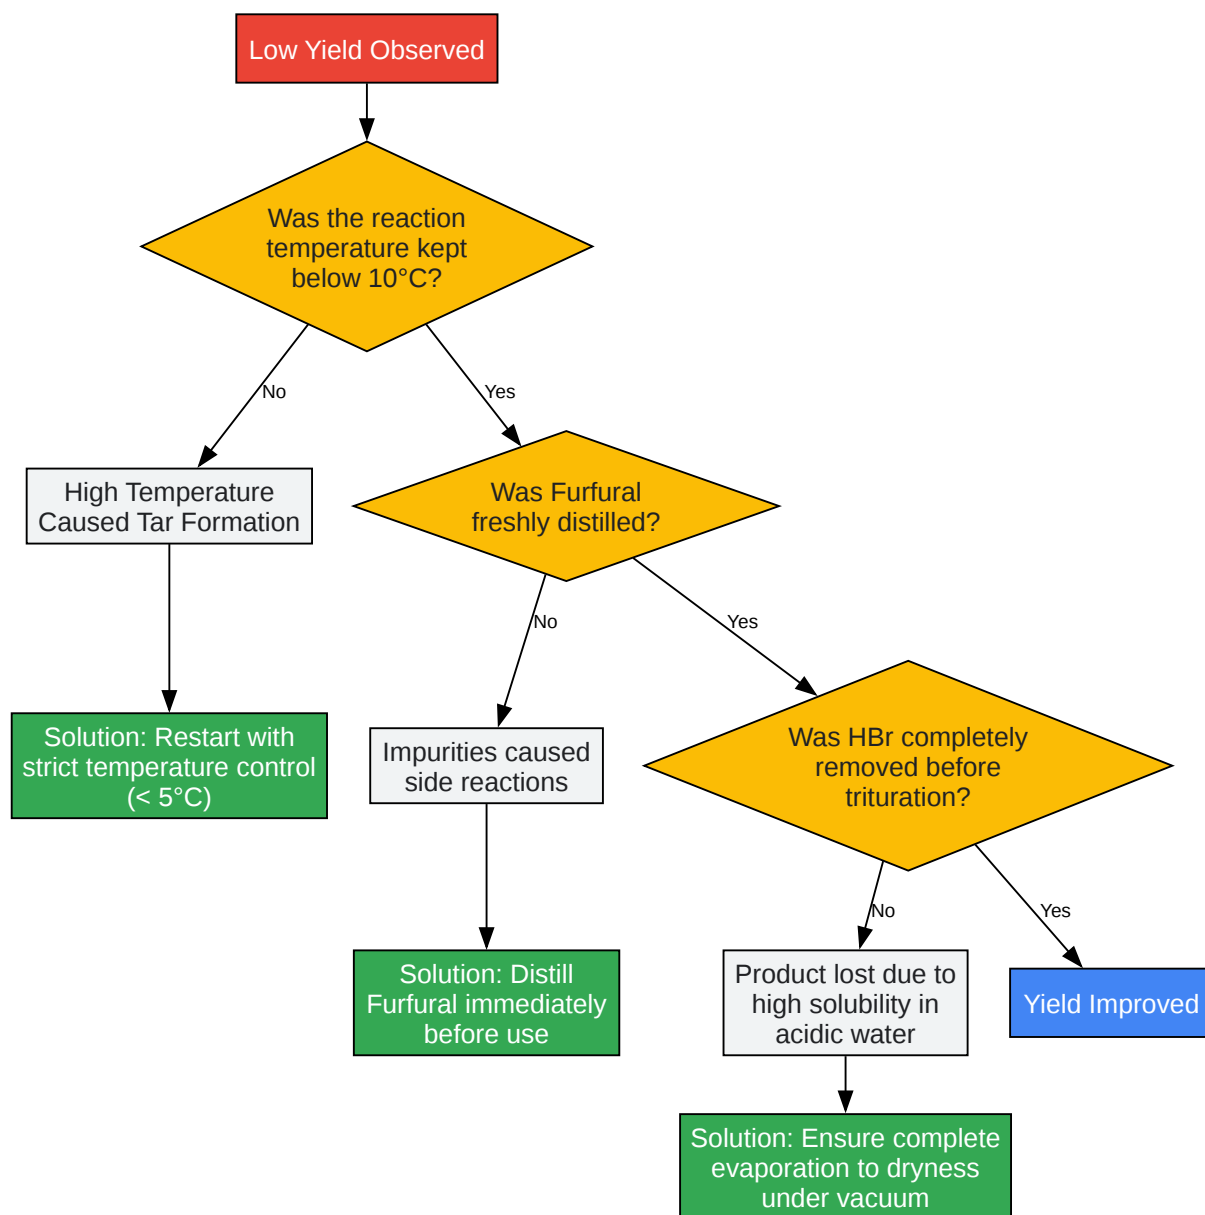 Low Yield Observed
Was the reaction
temperature kept
below 10°C?
No
Yes
High Temperature
Caused Tar Formation
Was Furfural
freshly distilled?
No
Yes
Solution: Restart with
strict temperature control
(< 5°C)
Impurities caused
side reactions
Was HBr completely
removed before
trituration?
No
Yes
Solution: Distill
Furfural immediately
before use
Product lost due to
high solubility in
acidic water
Yield Improved
Solution: Ensure complete
evaporation to dryness
under vacuum